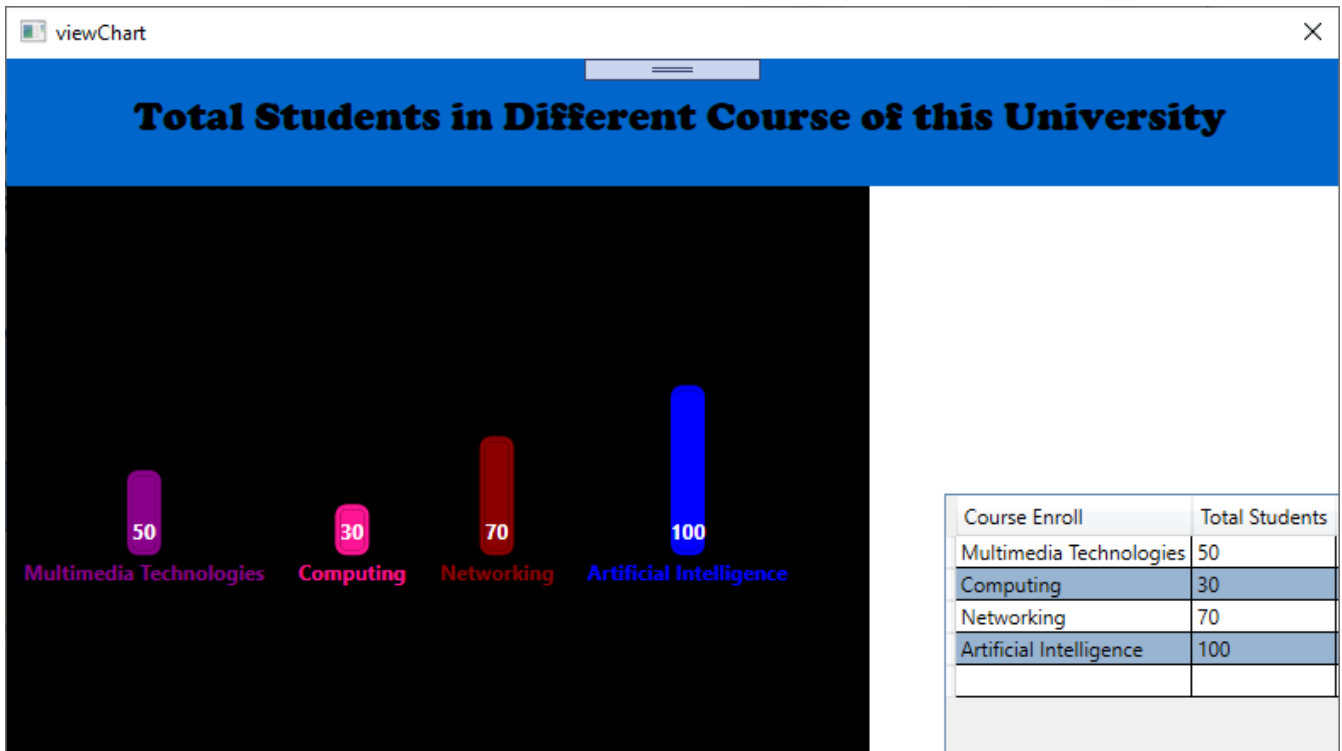 viewChart
Total Students in Different Course of this University
50
30
70
100
Multimedia Technologies
Computing
Networking
Artificial Intelligence
Course Enroll Total Students
Multimedia Technologies 50
Computing 30
Networking 70
Artificial Intelligence 100